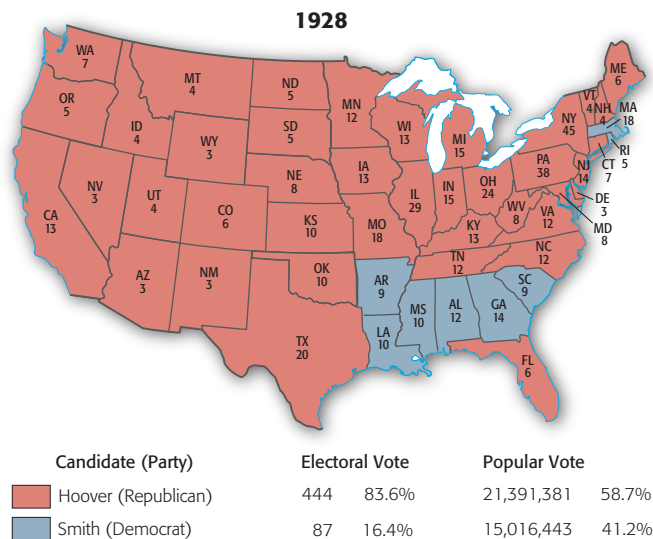 1928
WA
7
OR
5
CA
13
NV
3
ID
4
MT
4
WY
3
UT
4
AZ
3
CO
6
NM
3
ND
5
SD
5
NE
8
KS
10
OK
10
TX
20
MN
12
IA
13
MO
18
AR
9
LA
10
WI
13
IL
29
MS
10
MI
15
IN
15
OH
24
KY
13
TN
12
AL
12
GA
14
FL
6
SC
9
NC
12
VA
12
WV
8
PA
38
NY
45
VT
4
NH
4
ME
6
MA
18
RI
5
CT
7
NJ
14
DE
3
MD
8
Candidate (Party) Electoral Vote Popular Vote
Hoover (Republican) 444 83.6% 21,391,381 58.7%
Smith (Democrat) 87 16.4% 15,016,443 41.2%